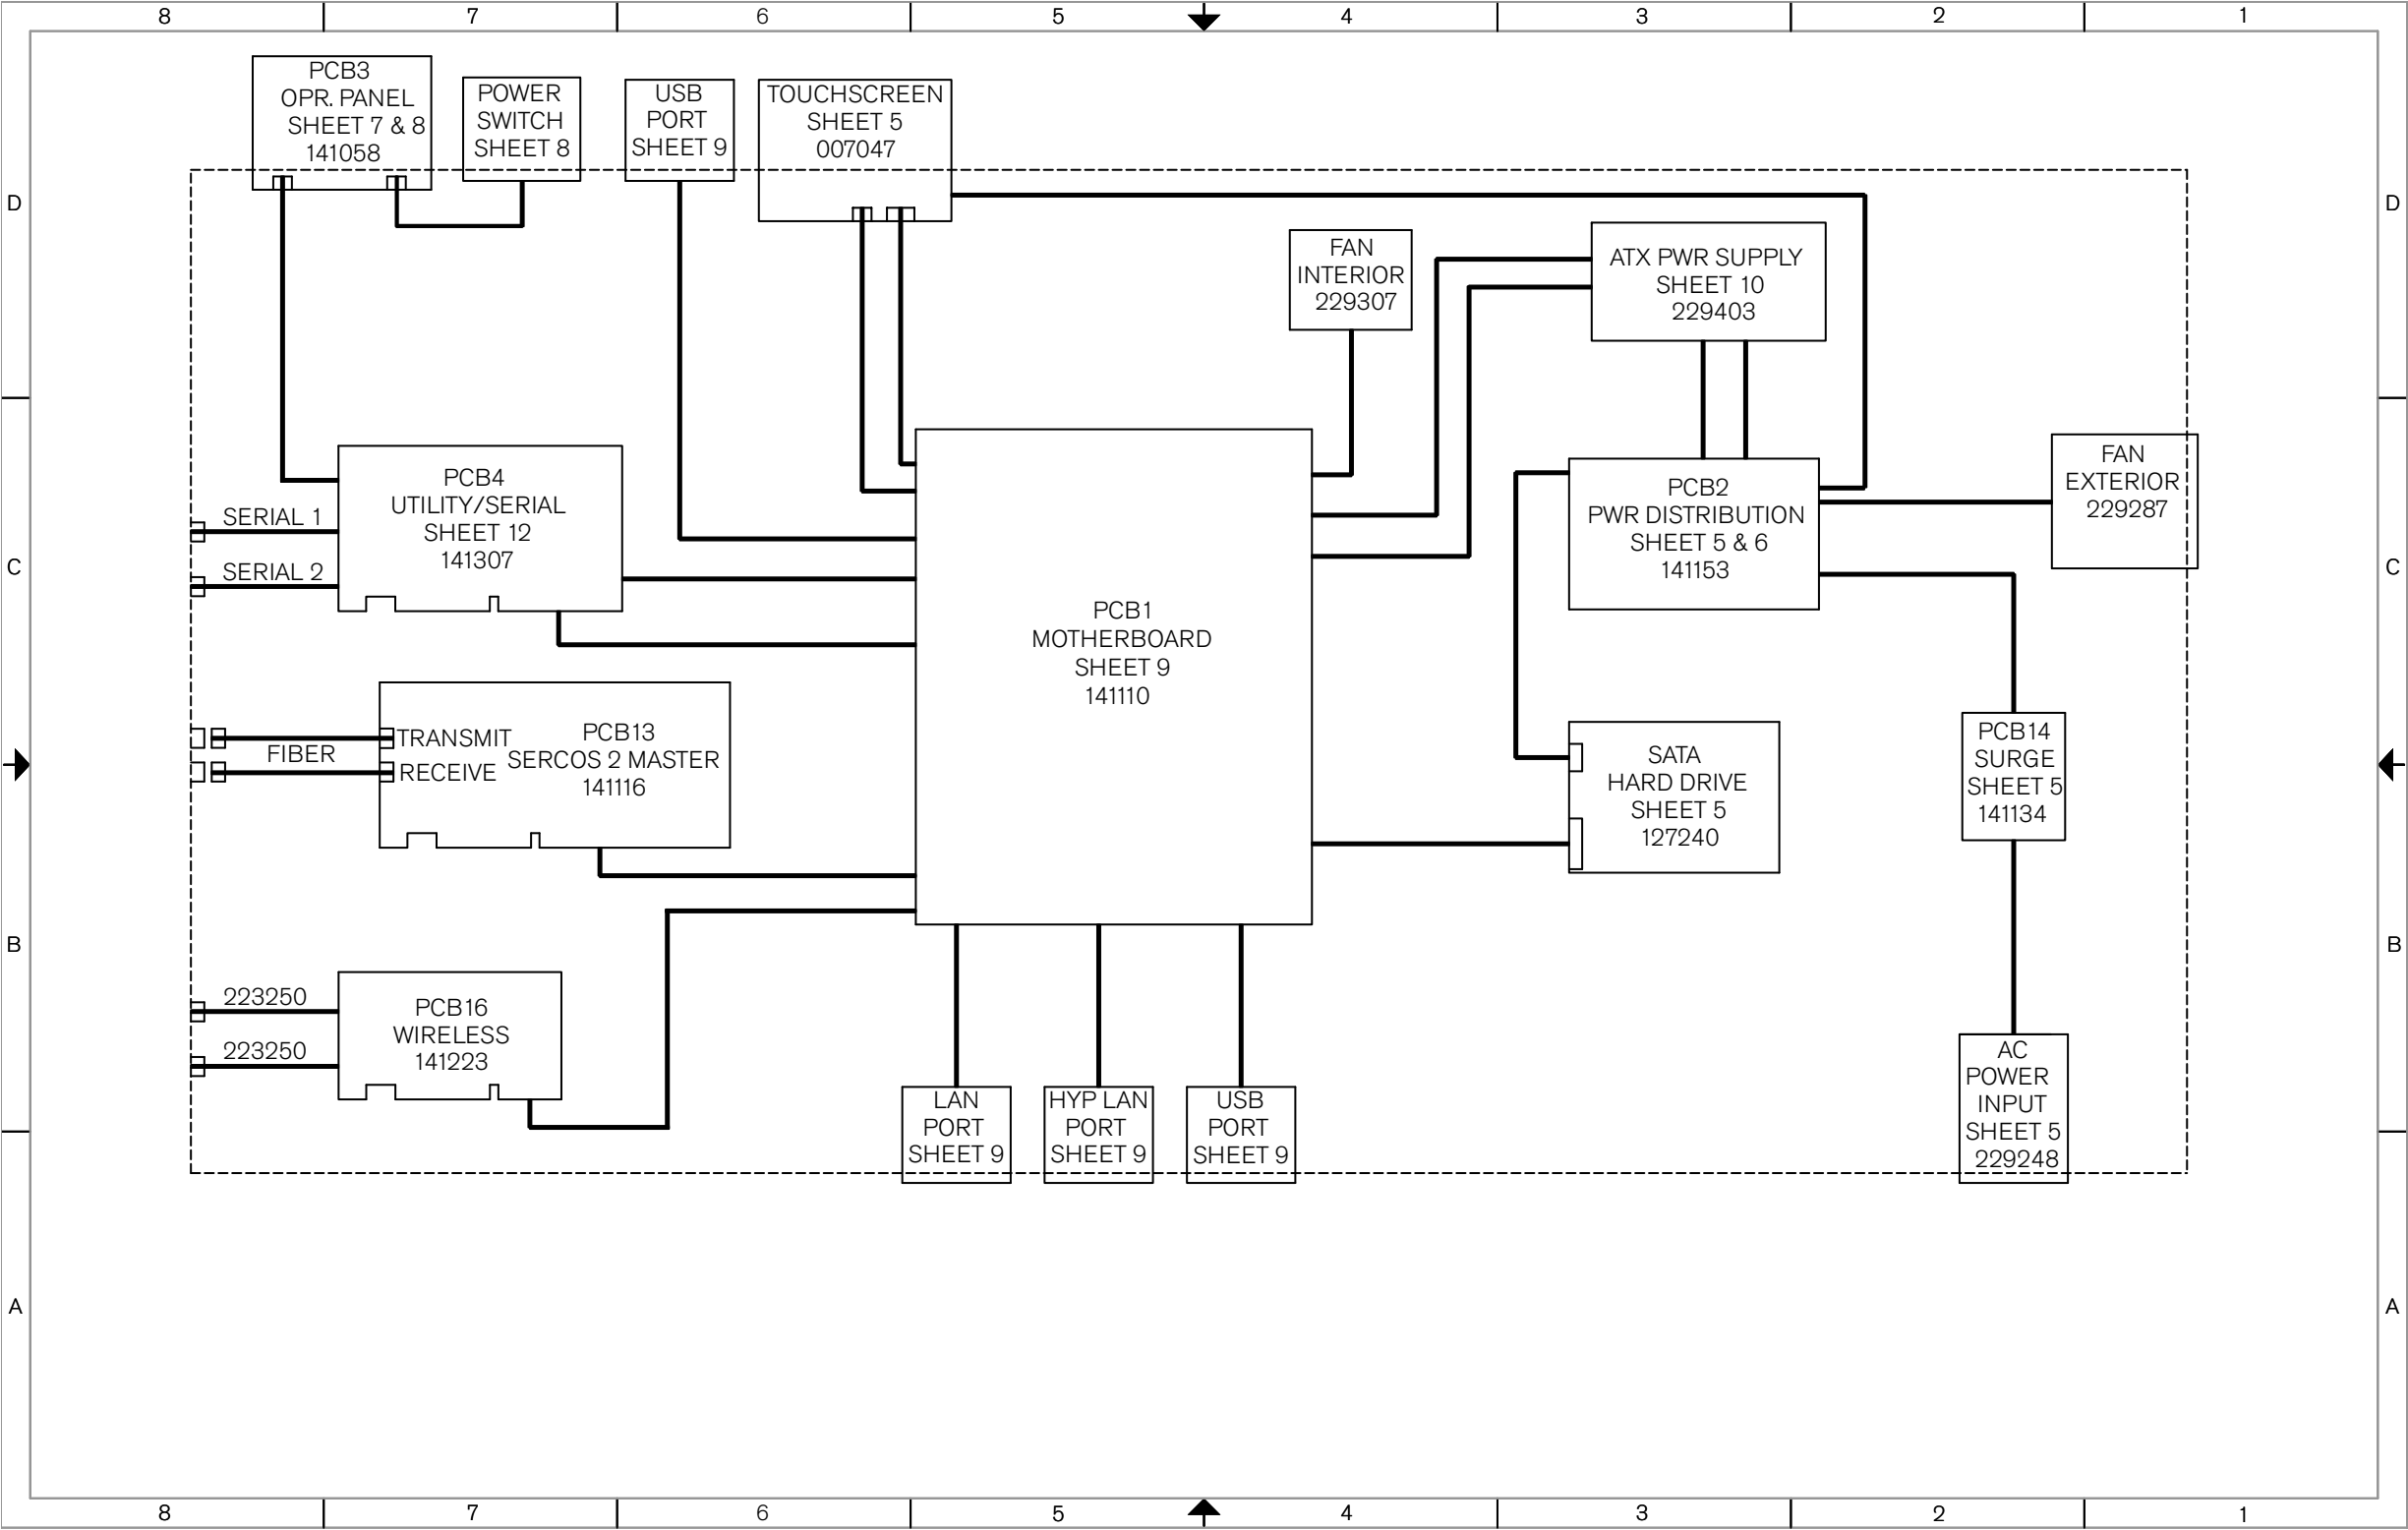 8 7 6 5 4 3 2 1
PCB3
OPR. PANEL
SHEET 7 & 8
141058
POWER
SWITCH
SHEET 8
USB
PORT
SHEET 9
TOUCHSCREEN
SHEET 5
007047
D
D
FAN
INTERIOR
229307
ATX PWR SUPPLY
SHEET 10
229403
PCB4
UTILITY/SERIAL
SHEET 12
141307
SERIAL 1
SERIAL 2
PCB2
PWR DISTRIBUTION
SHEET 5 & 6
141153
FAN
EXTERIOR
229287
C
C
PCB1
MOTHERBOARD
SHEET 9
141110
TRANSMIT
FIBER
RECEIVE
PCB13
SERCOS 2 MASTER
141116
SATA
HARD DRIVE
SHEET 5
127240
PCB14
SURGE
SHEET 5
141134
B
B
223250
223250
PCB16
WIRELESS
141223
LAN
PORT
SHEET 9
HYP LAN
PORT
SHEET 9
USB
PORT
SHEET 9
AC
POWER
INPUT
SHEET 5
229248
A
A
8 7 6 5 4 3 2 1